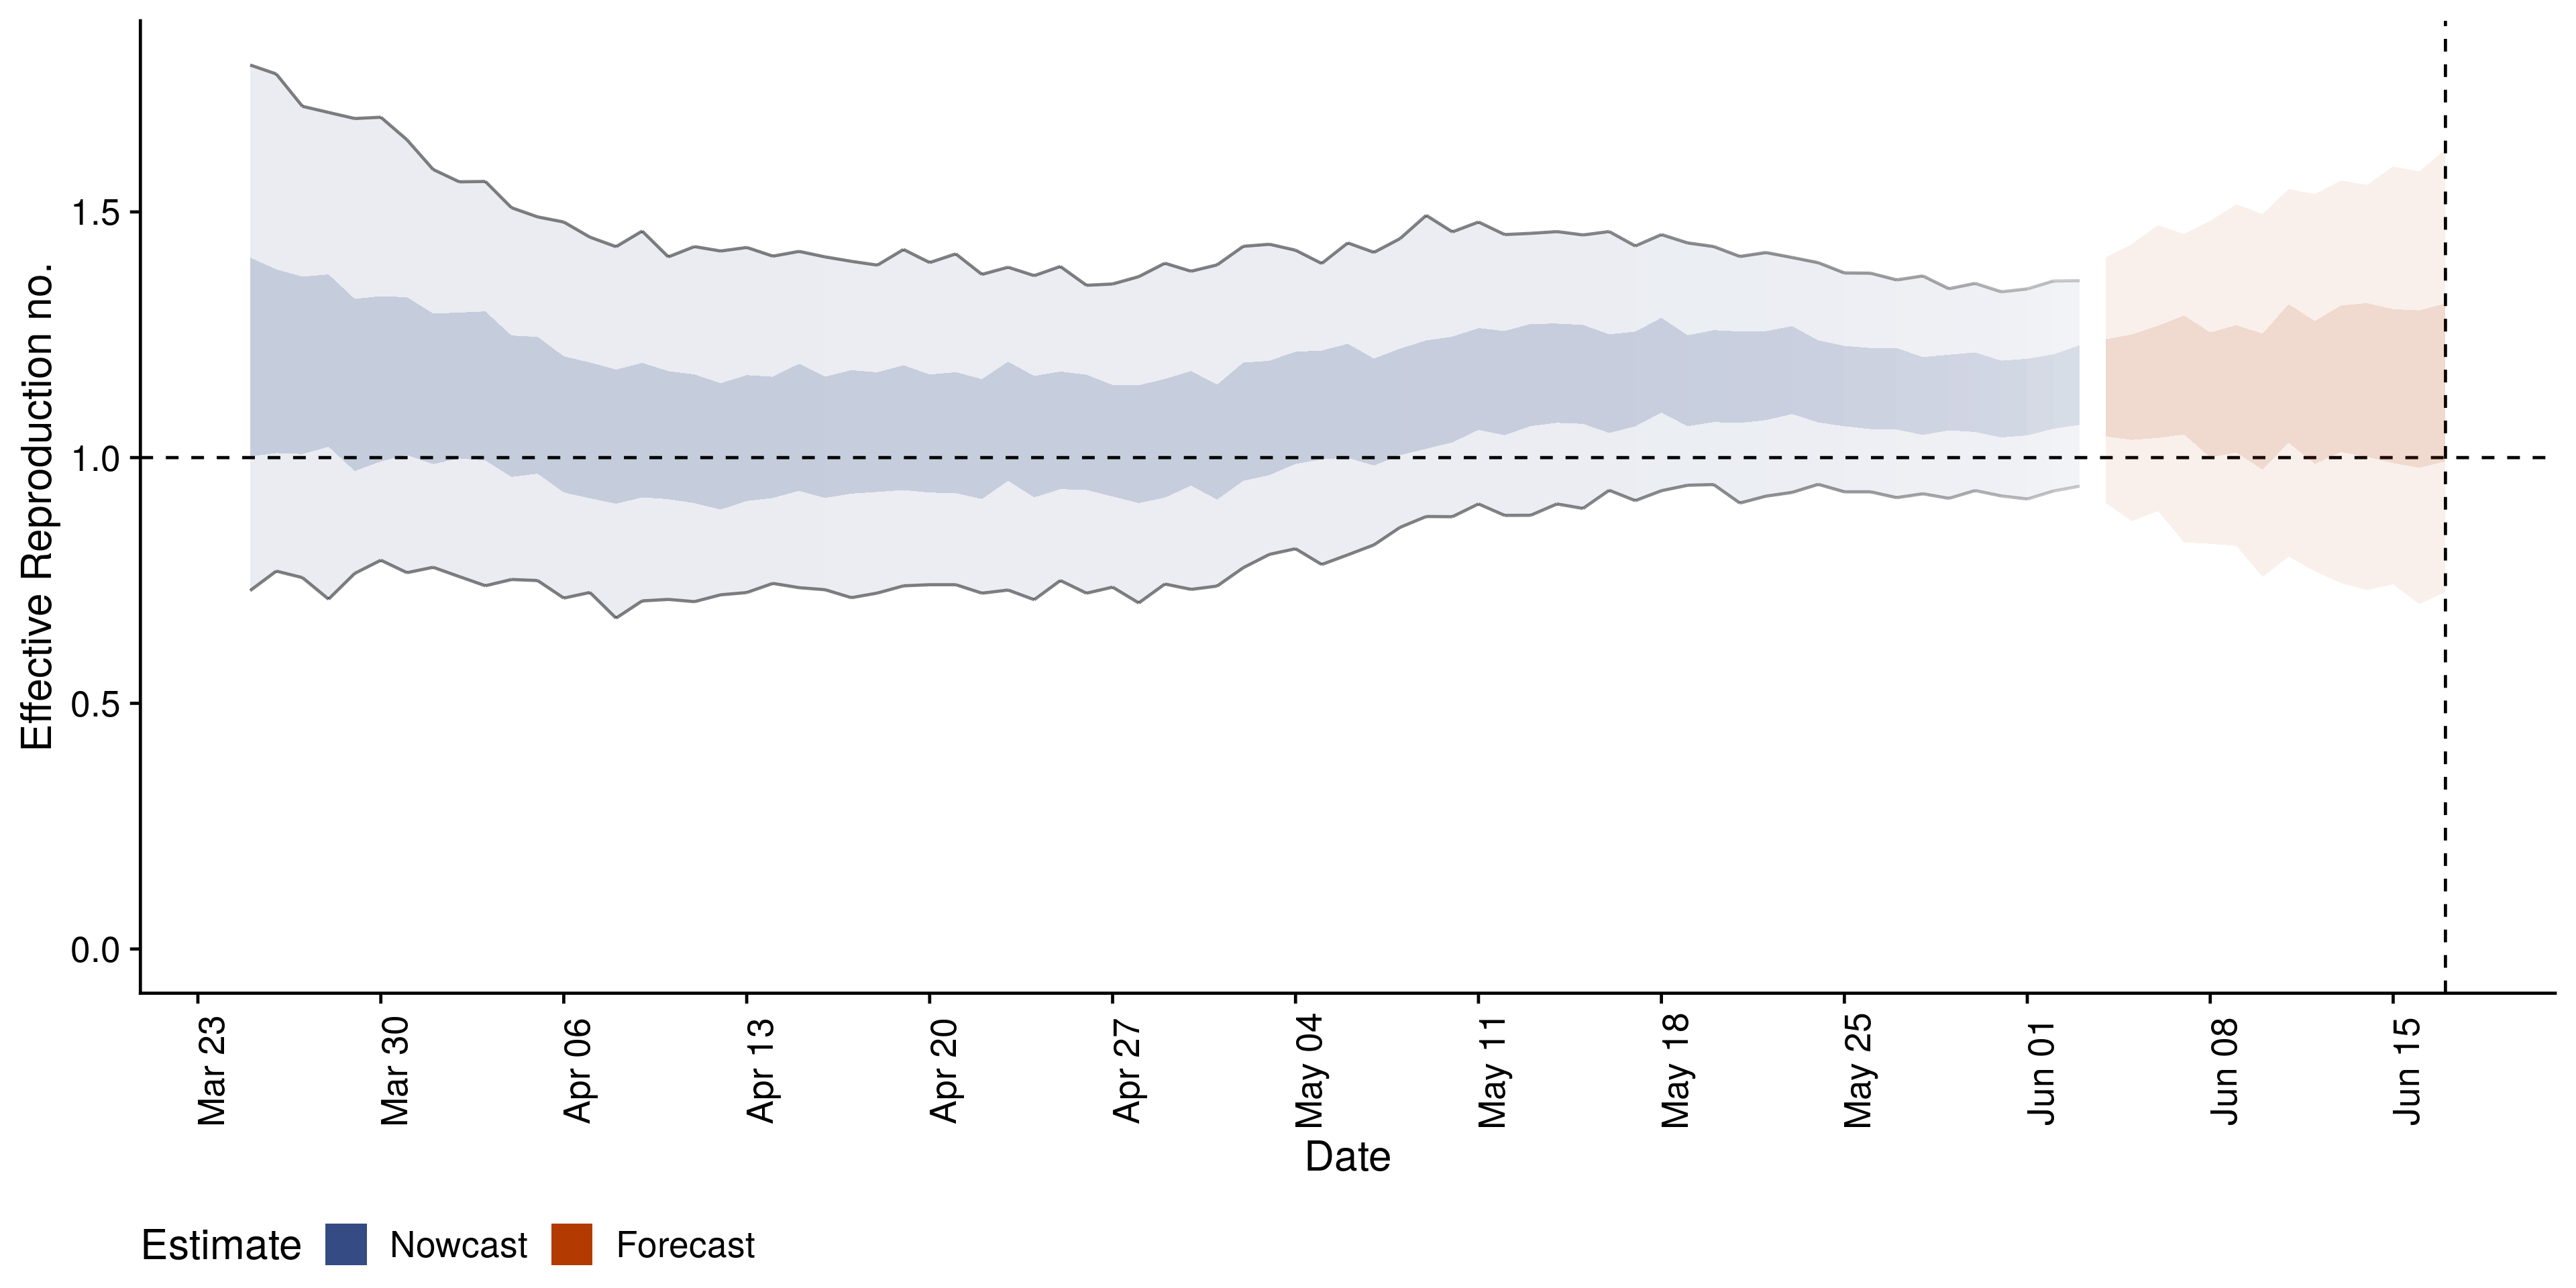 Effective Reproduction no.
1.5
1.0
0.5
0.0
Mar 23
Mar 30
Apr 06
Apr 13
Apr 20
Apr 27
May 04
May 11
May 18
May 25
Jun 01
Jun 08
Jun 15
Date
Estimate Nowcast Forecast